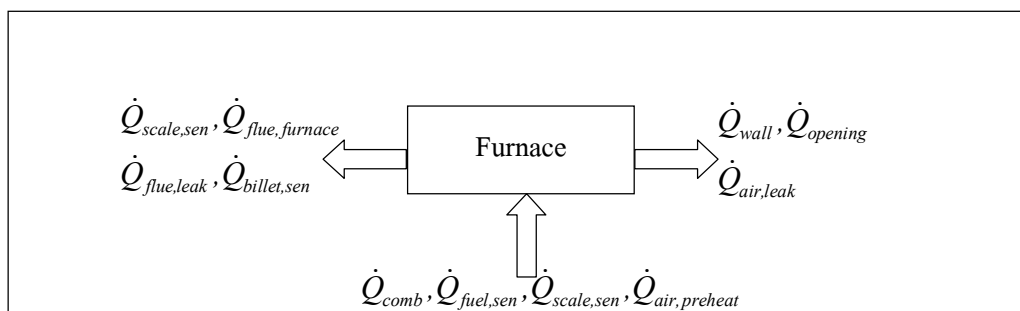 Q̇scale,sen, Q̇flue,furnace
Q̇flue,leak, Q̇billet,sen
Furnace
Q̇wall, Q̇opening
Q̇air,leak
Q̇comb, Q̇fuel,sen, Q̇scale,sen, Q̇air,preheat